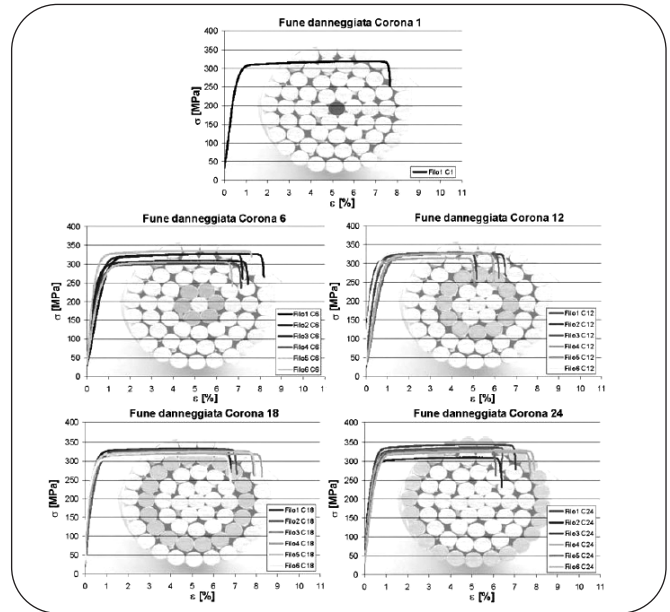 Fune danneggiata Corona 1
σ [MPa]
400
350
300
250
200
150
100
50
0
0 1 2 3 4 5 6 7 8 9 10 11
ε [%]
Filo1 C1
Fune danneggiata Corona 6
σ [MPa]
400
350
300
250
200
150
100
50
0
0 1 2 3 4 5 6 7 8 9 10 11
ε [%]
Filo1 C6
Filo2 C6
Filo3 C6
Filo4 C6
Filo5 C6
Filo6 C6
Fune danneggiata Corona 12
σ [MPa]
400
350
300
250
200
150
100
50
0
0 1 2 3 4 5 6 7 8 9 10 11
ε [%]
Filo1 C12
Filo2 C12
Filo3 C12
Filo4 C12
Filo5 C12
Filo6 C12
Fune danneggiata Corona 18
σ [MPa]
400
350
300
250
200
150
100
50
0
0 1 2 3 4 5 6 7 8 9 10 11
ε [%]
Filo1 C18
Filo2 C18
Filo3 C18
Filo4 C18
Filo5 C18
Filo6 C18
Fune danneggiata Corona 24
σ [MPa]
400
350
300
250
200
150
100
50
0
0 1 2 3 4 5 6 7 8 9 10 11
ε [%]
Filo1 C24
Filo2 C24
Filo3 C24
Filo4 C24
Filo5 C24
Filo6 C24